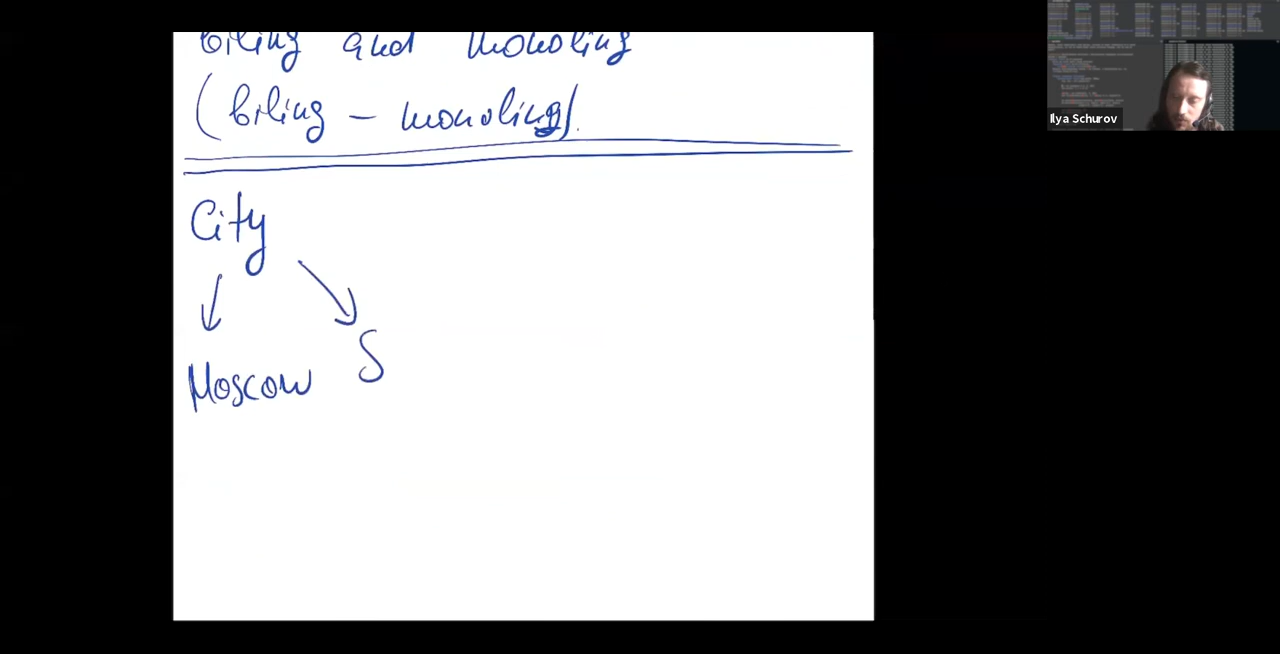 biling and monoling
(biling – monoling).
City
Moscow S
Ilya Schurov